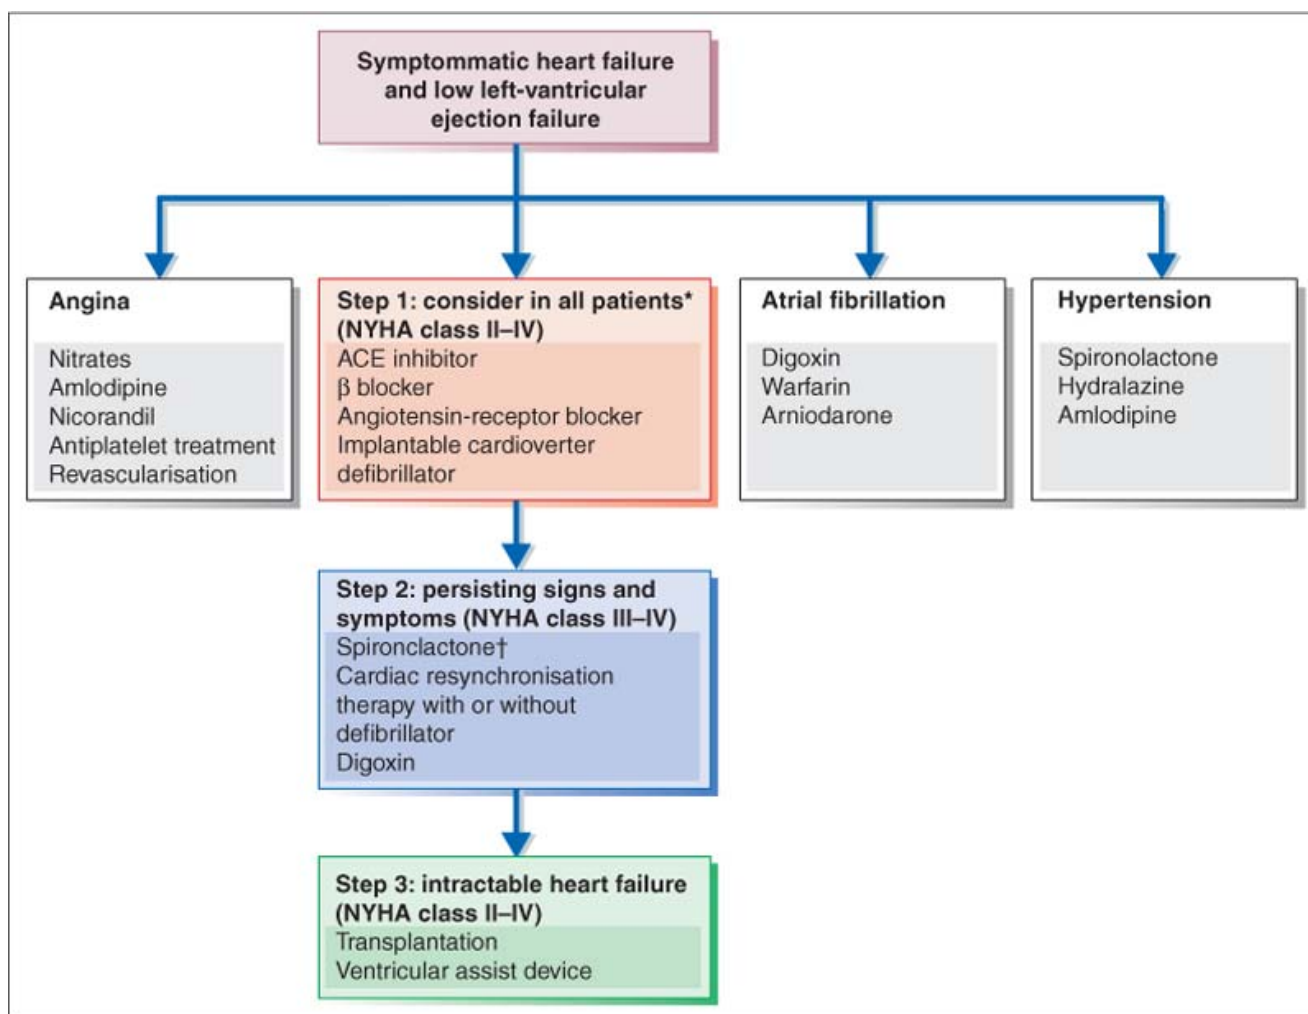 Symptommatic heart failure
and low left-vantricular
ejection failure
Angina
Nitrates
Amlodipine
Nicorandil
Antiplatelet treatment
Revascularisation
Step 1: consider in all patients*
(NYHA class II–IV)
ACE inhibitor
β blocker
Angiotensin-receptor blocker
Implantable cardioverter
defibrillator
Atrial fibrillation
Digoxin
Warfarin
Arniodarone
Hypertension
Spironolactone
Hydralazine
Amlodipine
Step 2: persisting signs and
symptoms (NYHA class III–IV)
Spironclactone†
Cardiac resynchronisation
therapy with or without
defibrillator
Digoxin
Step 3: intractable heart failure
(NYHA class II–IV)
Transplantation
Ventricular assist device